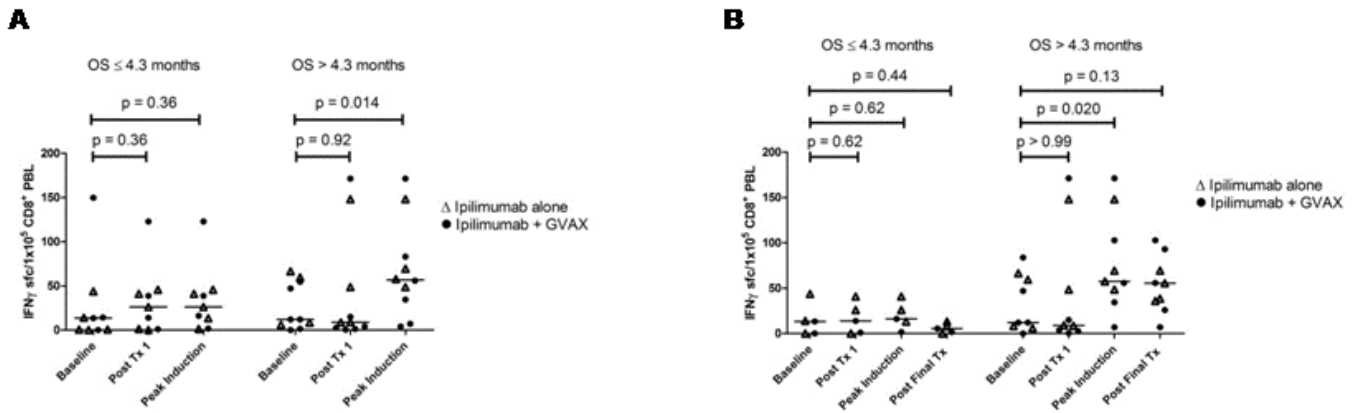 A
OS ≤ 4.3 months OS > 4.3 months
p = 0.36 p = 0.014
p = 0.36 p = 0.92
200
150
100
50
0
IFNγ sfc/1x10⁵ CD8⁺ PBL
Δ Ipilimumab alone
● Ipilimumab + GVAX
Baseline Post Tx 1 Peak Induction Baseline Post Tx 1 Peak Induction
B
OS ≤ 4.3 months OS > 4.3 months
p = 0.44 p = 0.13
p = 0.62 p = 0.020
p = 0.62 p > 0.99
200
150
100
50
0
IFNγ sfc/1x10⁵ CD8⁺ PBL
Δ Ipilimumab alone
● Ipilimumab + GVAX
Baseline Post Tx 1 Peak Induction Post Final Tx Baseline Post Tx 1 Peak Induction Post Final Tx